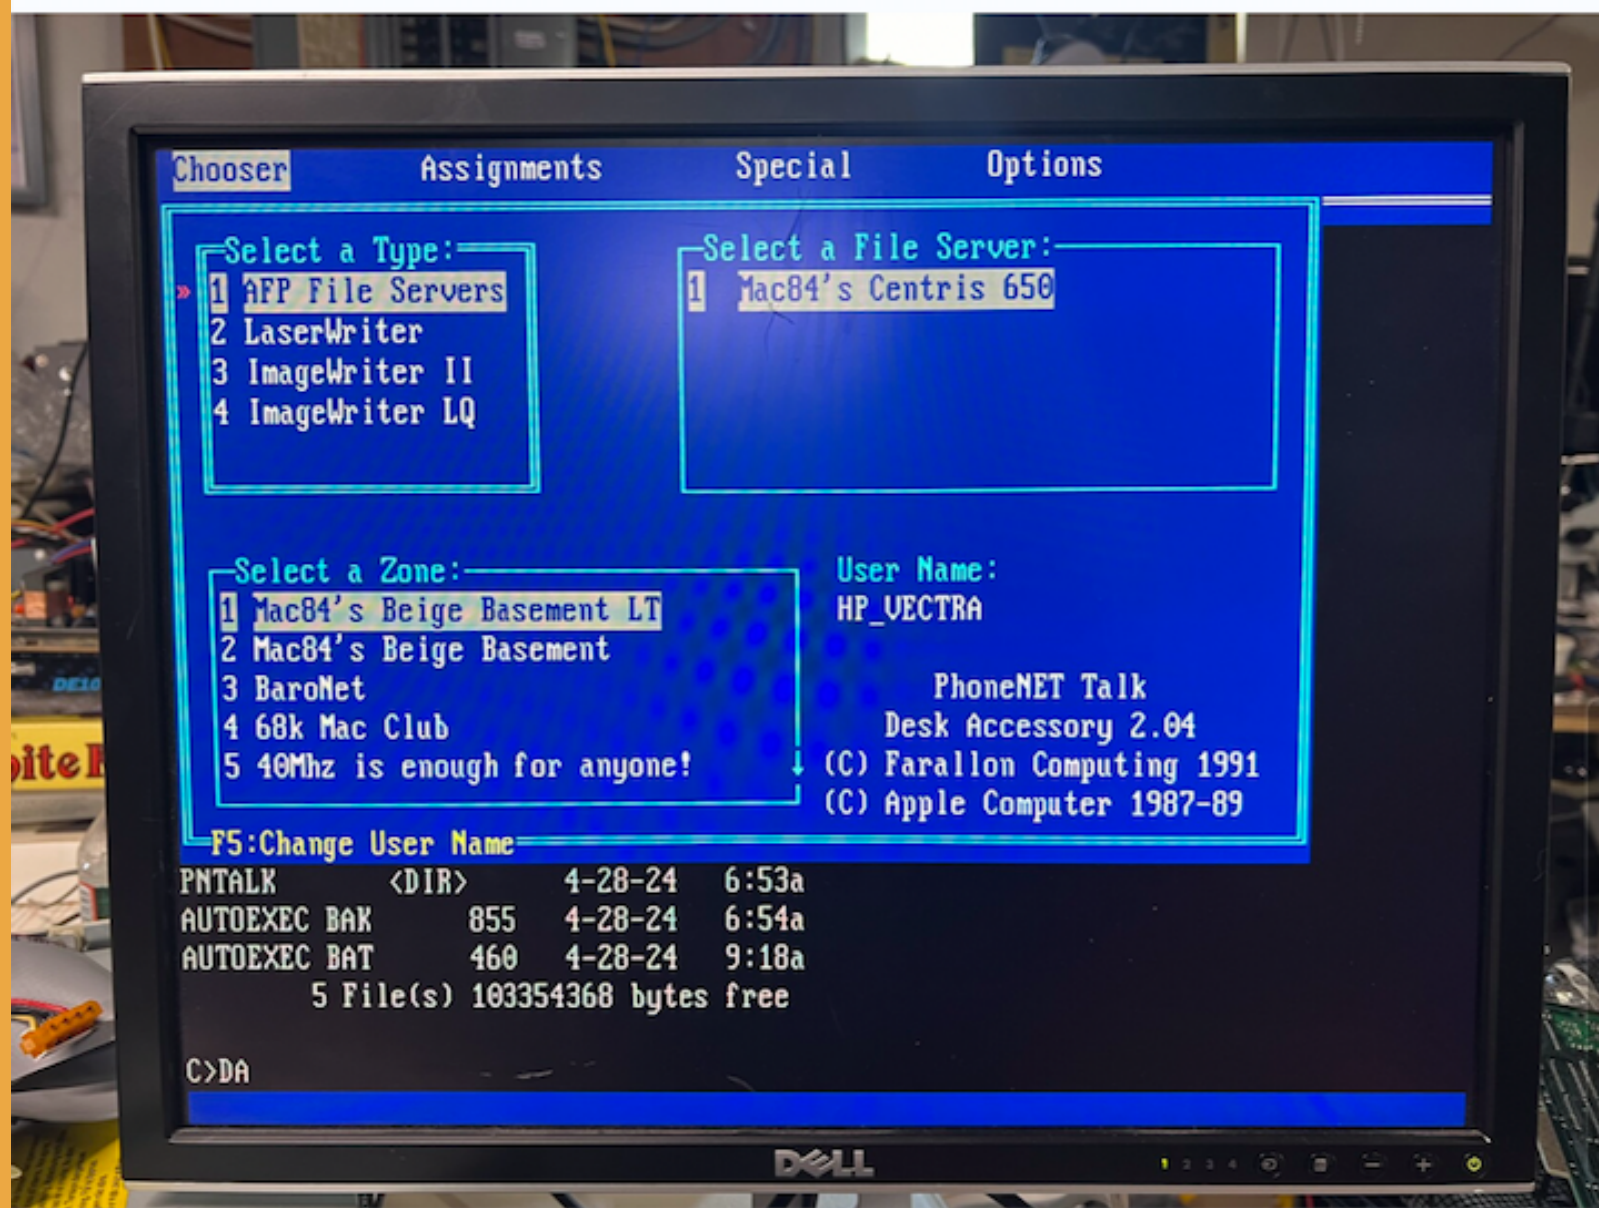 Chooser Assignments Special Options
Select a Type:
1 AFP File Servers
2 LaserWriter
3 ImageWriter II
4 ImageWriter LQ
Select a File Server:
1 Mac84's Centris 650
Select a Zone:
1 Mac84's Beige Basement LT
2 Mac84's Beige Basement
3 BaroNet
4 68k Mac Club
5 40Mhz is enough for anyone!
User Name:
HP_VECTRA
PhoneNET Talk
Desk Accessory 2.04
(C) Farallon Computing 1991
(C) Apple Computer 1987-89
F5:Change User Name
PNTALK <DIR> 4-28-24 6:53a
AUTOEXEC BAK 855 4-28-24 6:54a
AUTOEXEC BAT 460 4-28-24 9:18a
5 File(s) 103354368 bytes free
C>DA
DELL
1 2 3 4